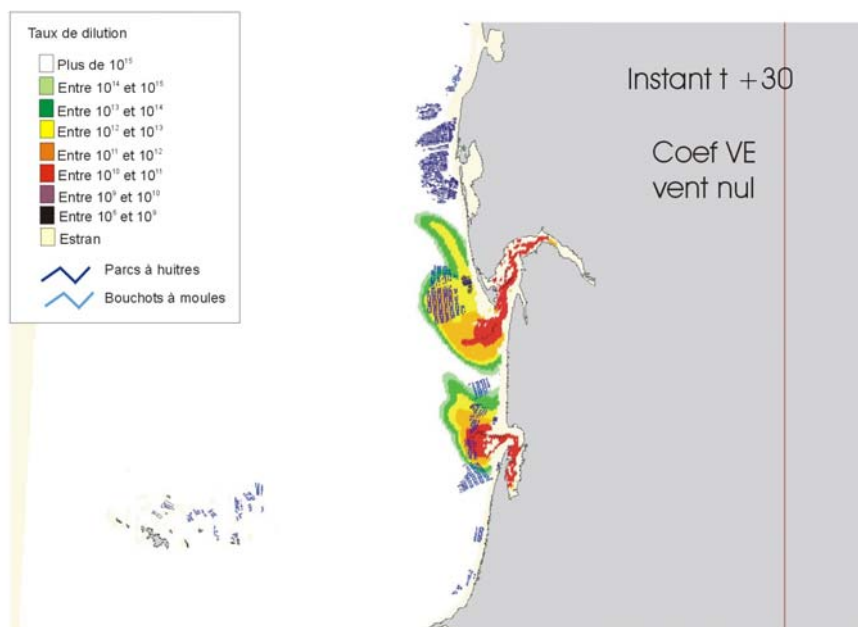 Taux de dilution
Plus de 10¹⁵
Entre 10¹⁴ et 10¹⁵
Entre 10¹³ et 10¹⁴
Entre 10¹² et 10¹³
Entre 10¹¹ et 10¹²
Entre 10¹⁰ et 10¹¹
Entre 10⁹ et 10¹⁰
Entre 10⁸ et 10⁹
Estran
Parcs à huîtres
Bouchots à moules
Instant t +30
Coef VE
vent nul